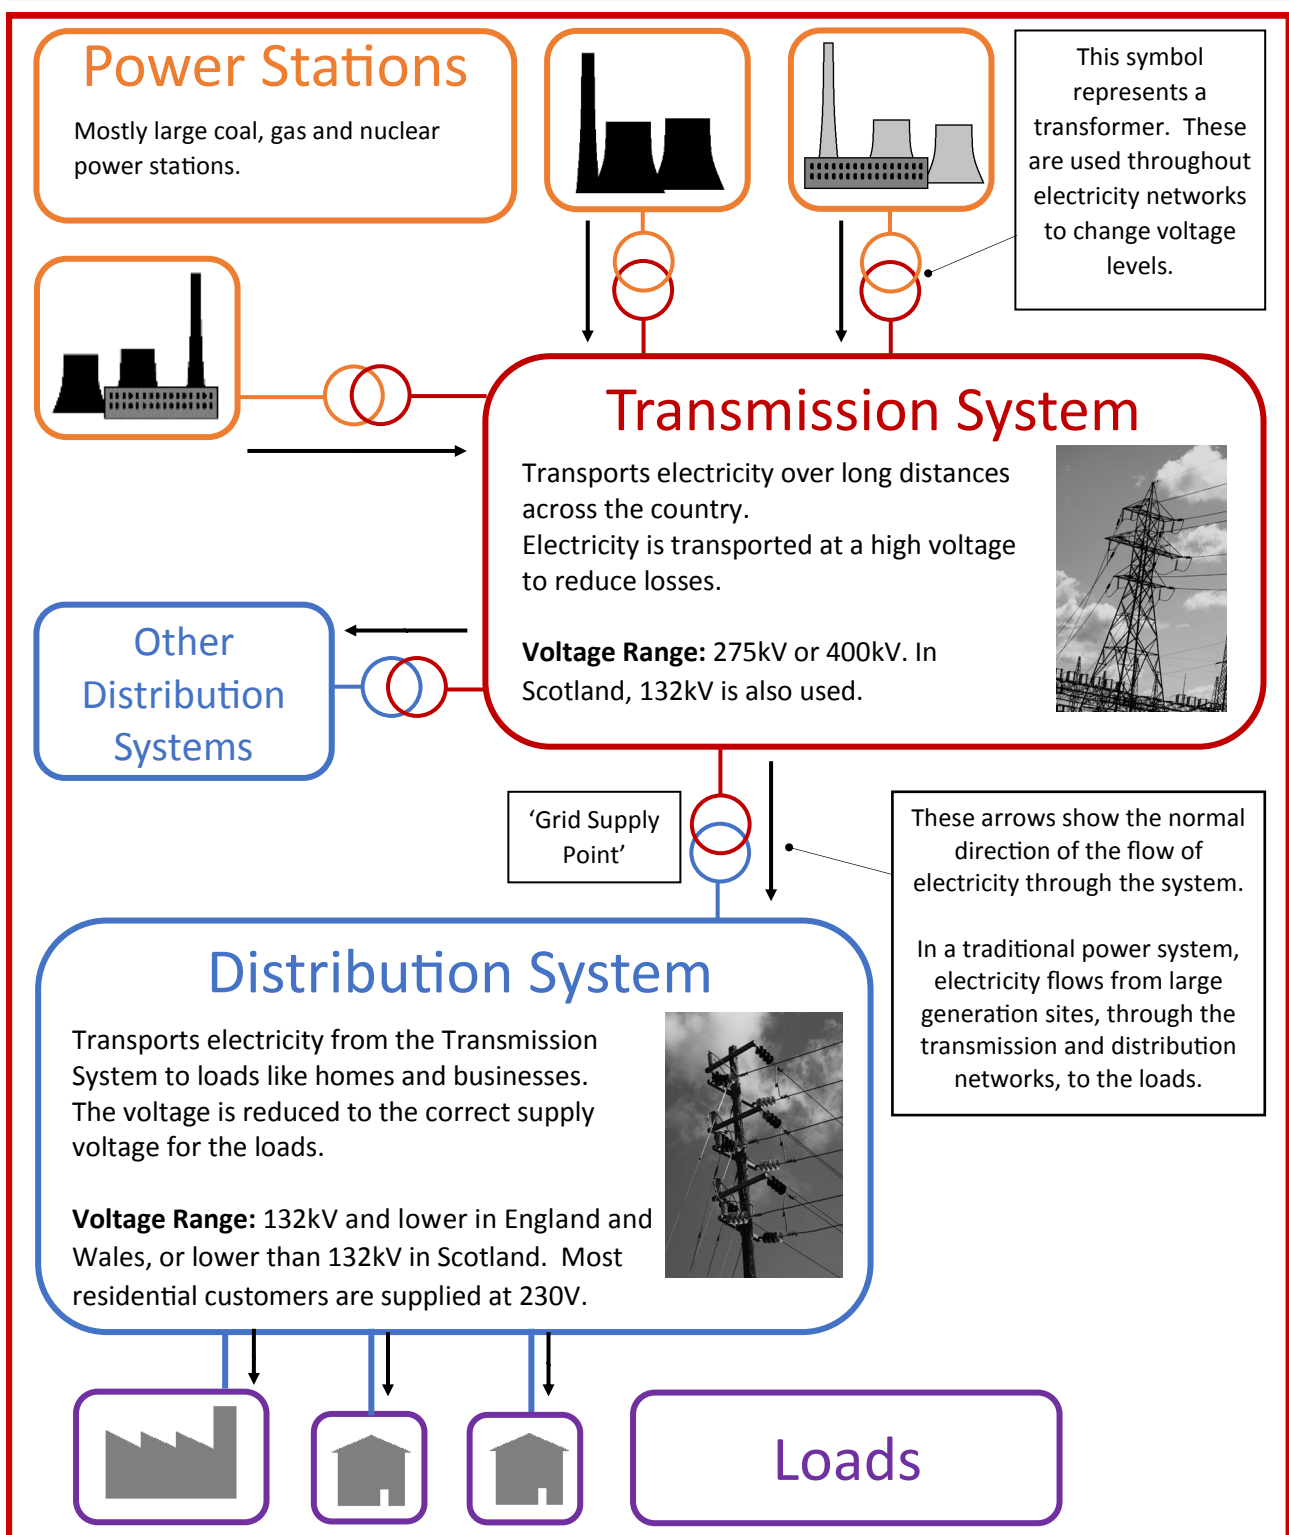 Power Stations
Mostly large coal, gas and nuclear
power stations.
This symbol
represents a
transformer.  These
are used throughout
electricity networks
to change voltage
levels.
Transmission System
Transports electricity over long distances
across the country.
Electricity is transported at a high voltage
to reduce losses.
Voltage Range: 275kV or 400kV. In
Scotland, 132kV is also used.
Other
Distribution
Systems
‘Grid Supply
Point’
These arrows show the normal
direction of the flow of
electricity through the system.
In a traditional power system,
electricity flows from large
generation sites, through the
transmission and distribution
networks, to the loads.
Distribution System
Transports electricity from the Transmission
System to loads like homes and businesses.
The voltage is reduced to the correct supply
voltage for the loads.
Voltage Range: 132kV and lower in England and
Wales, or lower than 132kV in Scotland.  Most
residential customers are supplied at 230V.
Loads